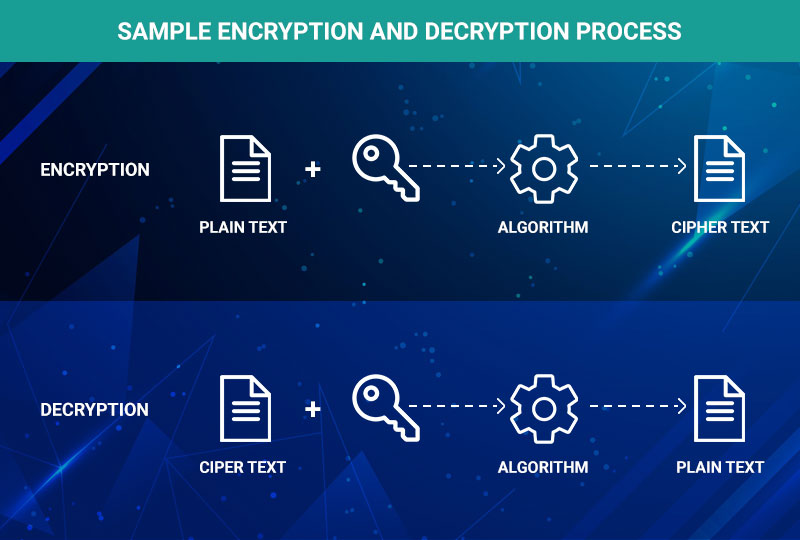 SAMPLE ENCRYPTION AND DECRYPTION PROCESS
ENCRYPTION
+
PLAIN TEXT
ALGORITHM
CIPHER TEXT
DECRYPTION
+
CIPER TEXT
ALGORITHM
PLAIN TEXT